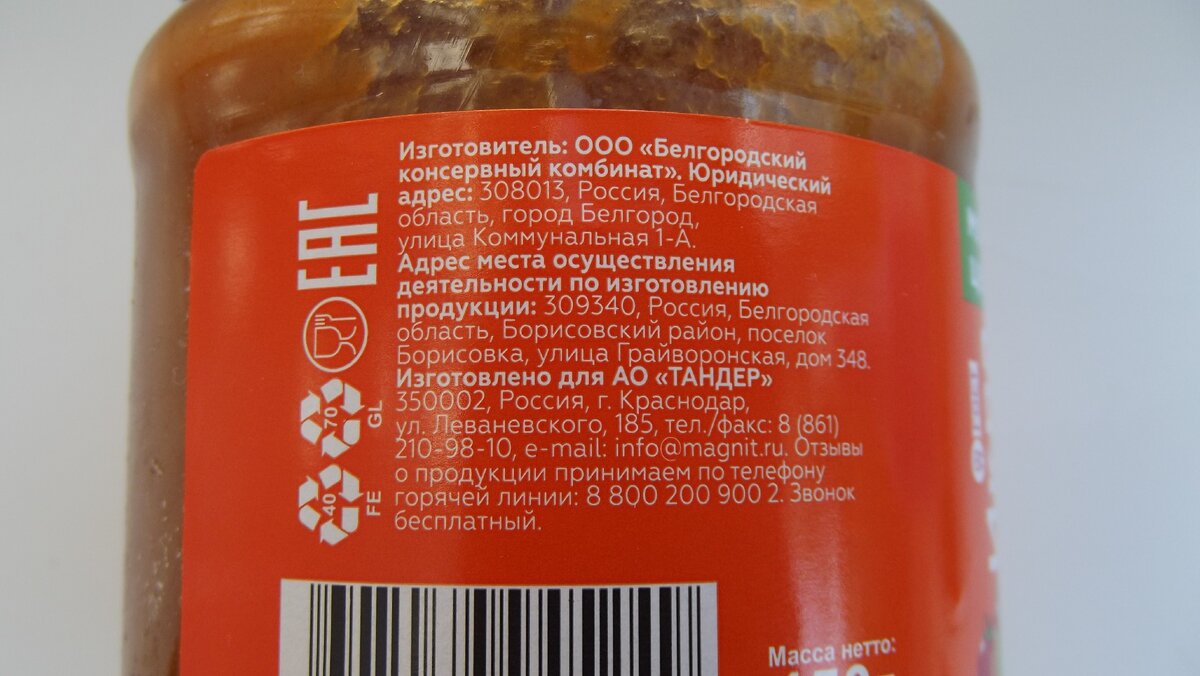 Изготовитель: ООО «Белгородский
консервный комбинат». Юридический
адрес: 308013, Россия, Белгородская
область, город Белгород,
улица Коммунальная 1-А.
Адрес места осуществления
деятельности по изготовлению
продукции: 309340, Россия, Белгородская
область, Борисовский район, поселок
Борисовка, улица Грайворонская, дом 348.
Изготовлено для АО «ТАНДЕР»
350002, Россия, г. Краснодар,
ул. Леваневского, 185, тел./факс: 8 (861)
210-98-10, e-mail: info@magnit.ru. Отзывы
о продукции принимаем по телефону
горячей линии: 8 800 200 900 2. Звонок
бесплатный.
EAC
70
GL
40
FE
Масса нетто: